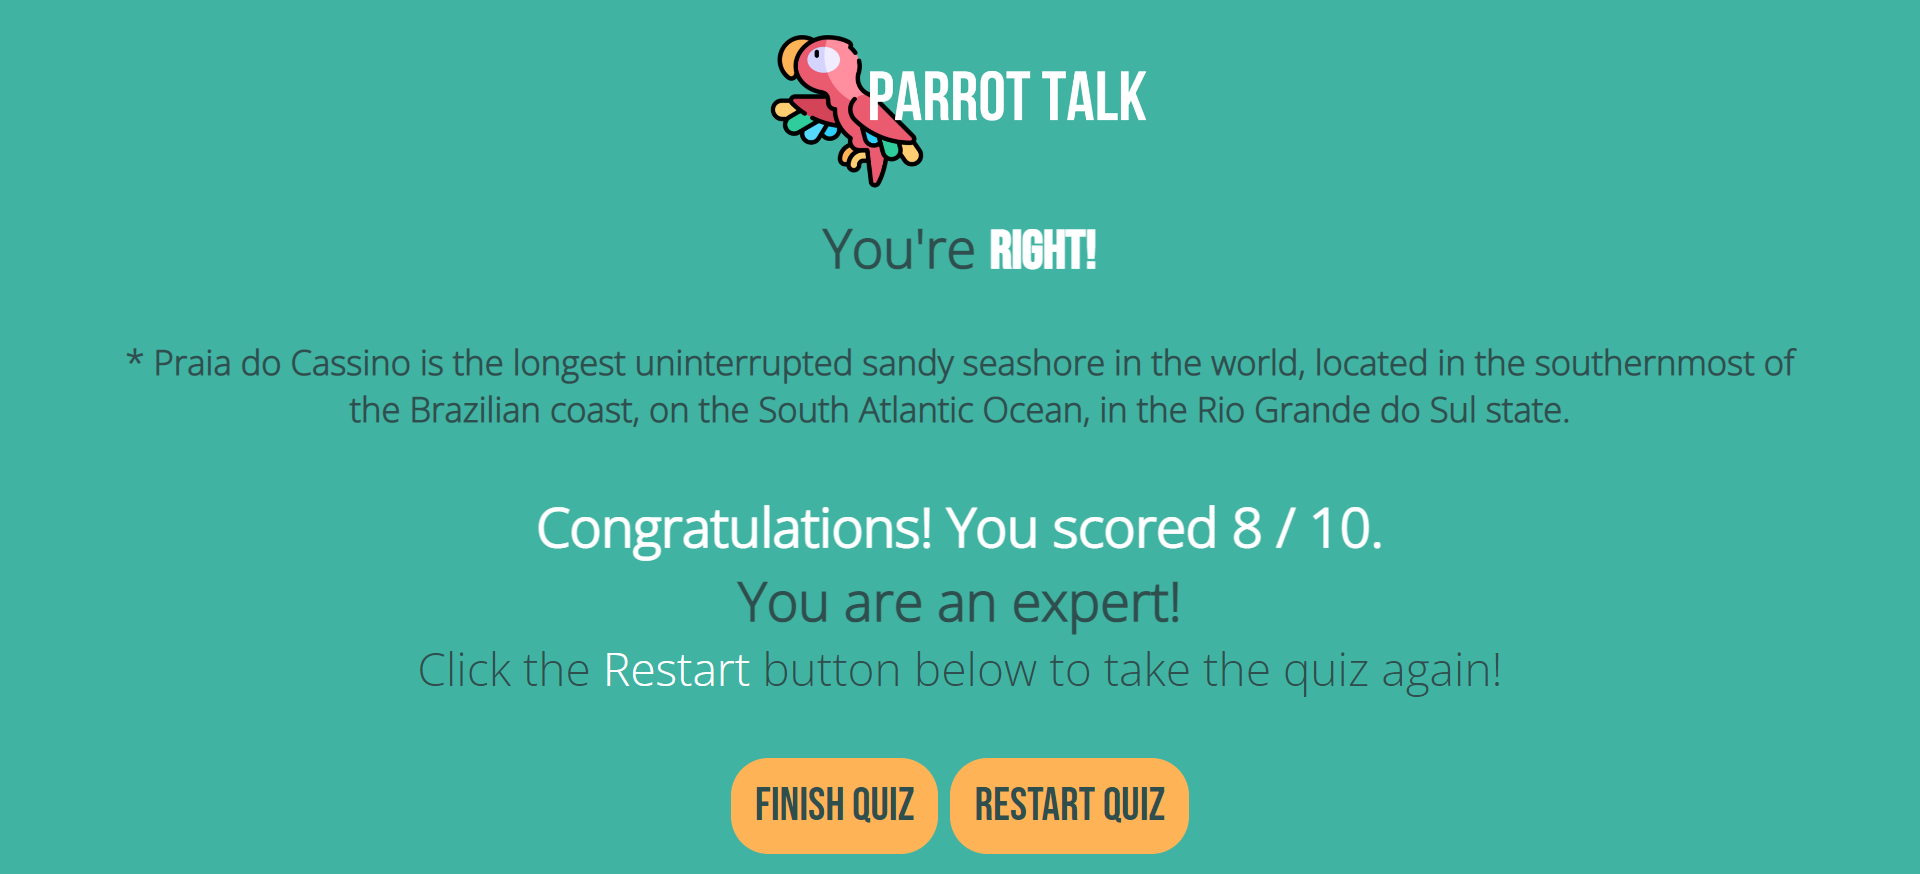 PARROT TALK
You're RIGHT!
* Praia do Cassino is the longest uninterrupted sandy seashore in the world, located in the southernmost of
the Brazilian coast, on the South Atlantic Ocean, in the Rio Grande do Sul state.
Congratulations! You scored 8 / 10.
You are an expert!
Click the Restart button below to take the quiz again!
FINISH QUIZ
RESTART QUIZ